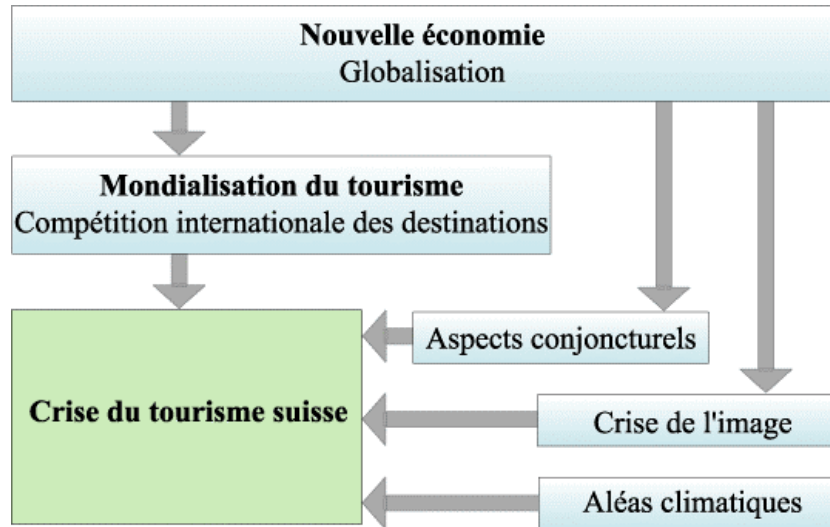 Nouvelle économie
Globalisation
Mondialisation du tourisme
Compétition internationale des destinations
Aspects conjoncturels
Crise du tourisme suisse
Crise de l'image
Aléas climatiques